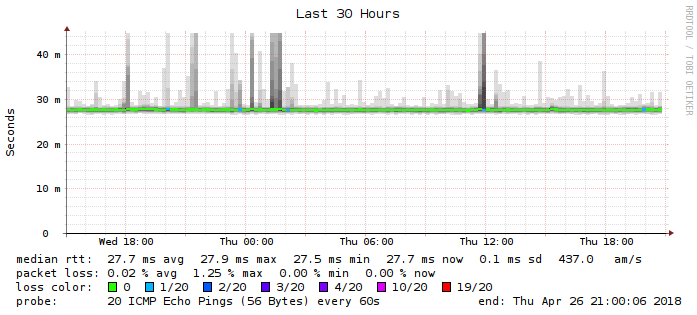 Last 30 Hours
RRDTOOL / TOBI OETIKER
Seconds
40 m
30 m
20 m
10 m
0
Wed 18:00 Thu 00:00 Thu 06:00 Thu 12:00 Thu 18:00
median rtt: 27.7 ms avg 27.9 ms max 27.5 ms min 27.7 ms now 0.1 ms sd 437.0 am/s
packet loss: 0.02 % avg 1.25 % max 0.00 % min 0.00 % now
loss color: 0 1/20 2/20 3/20 4/20 10/20 19/20
probe: 20 ICMP Echo Pings (56 Bytes) every 60s end: Thu Apr 26 21:00:06 2018